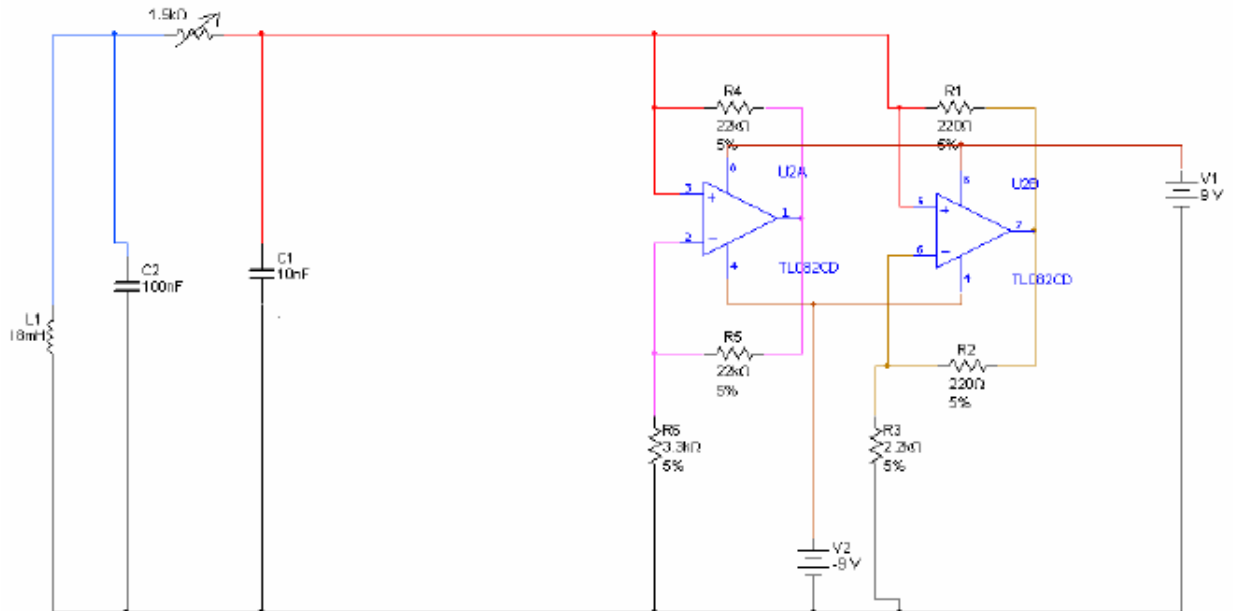 1.5kΩ
R4
22kΩ
5%
R1
220Ω
5%
8
U2A
3
2
1
4
TL082CD
8
U2B
5
6
7
4
TL082CD
V1
9 V
C2
100nF
C1
10nF
L1
18mH
R5
22kΩ
5%
R2
220Ω
5%
R6
3.3kΩ
5%
R3
2.2kΩ
5%
V2
-9 V